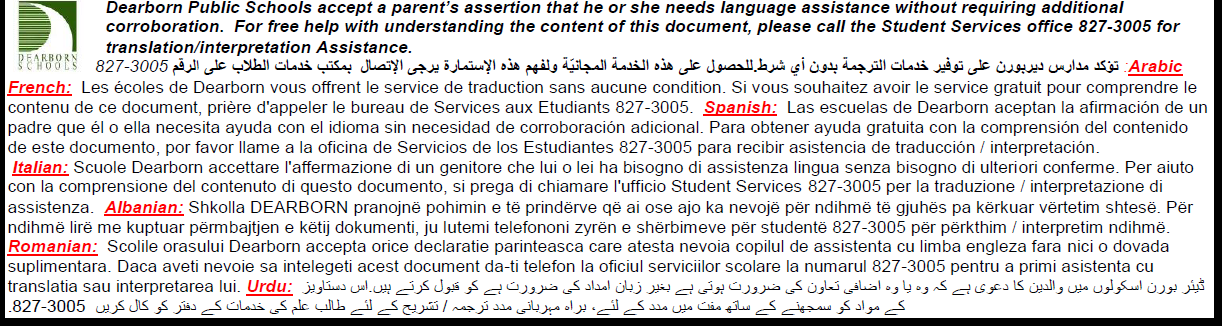 Dearborn Public Schools accept a parent's assertion that he or she needs language assistance without requiring additional
corroboration.  For free help with understanding the content of this document, please call the Student Services office 827-3005 for
translation/interpretation Assistance.
DEARBORN
SCHOOLS
Arabic: تؤكد مدارس ديربورن على توفير خدمات الترجمة بدون أي شرط.للحصول على هذه الخدمة المجانيّة ولفهم هذه الإستمارة يرجى الإتصال بمكتب خدمات الطلاب على الرقم 827-3005
French: Les écoles de Dearborn vous offrent le service de traduction sans aucune condition. Si vous souhaitez avoir le service gratuit pour comprendre le
contenu de ce document, prière d'appeler le bureau de Services aux Etudiants 827-3005. Spanish: Las escuelas de Dearborn aceptan la afirmación de un
padre que él o ella necesita ayuda con el idioma sin necesidad de corroboración adicional. Para obtener ayuda gratuita con la comprensión del contenido
de este documento, por favor llame a la oficina de Servicios de los Estudiantes 827-3005 para recibir asistencia de traducción / interpretación.
Italian: Scuole Dearborn accettare l'affermazione di un genitore che lui o lei ha bisogno di assistenza lingua senza bisogno di ulteriori conferme. Per aiuto
con la comprensione del contenuto di questo documento, si prega di chiamare l'ufficio Student Services 827-3005 per la traduzione / interpretazione di
assistenza. Albanian: Shkolla DEARBORN pranojnë pohimin e të prindërve që ai ose ajo ka nevojë për ndihmë të gjuhës pa kërkuar vërtetim shtesë. Për
ndihmë lirë me kuptuar përmbajtjen e këtij dokumenti, ju lutemi telefononi zyrën e shërbimeve për studentë 827-3005 për përkthim / interpretim ndihmë.
Romanian: Scolile orasului Dearborn accepta orice declaratie parinteasca care atesta nevoia copilul de assistenta cu limba engleza fara nici o dovada
suplimentara. Daca aveti nevoie sa intelegeti acest document da-ti telefon la oficiul serviciilor scolare la numarul 827-3005 pentru a primi asistenta cu
translatia sau interpretarea lui. Urdu: ڈیئر بورن اسکولوں میں والدین کا دعوی ہے کہ وہ یا وہ اضافی تعاون کی ضرورت ہوتی ہے بغیر زبان امداد کی ضرورت ہے کو قبول کرتے ہیں.اس دستاویز
کے مواد کو سمجھنے کے ساتھ مفت میں مدد کے لئے، براہ مہربانی مدد ترجمہ / تشریح کے لئے طالب علم کی خدمات کے دفتر کو کال کریں 827-3005.